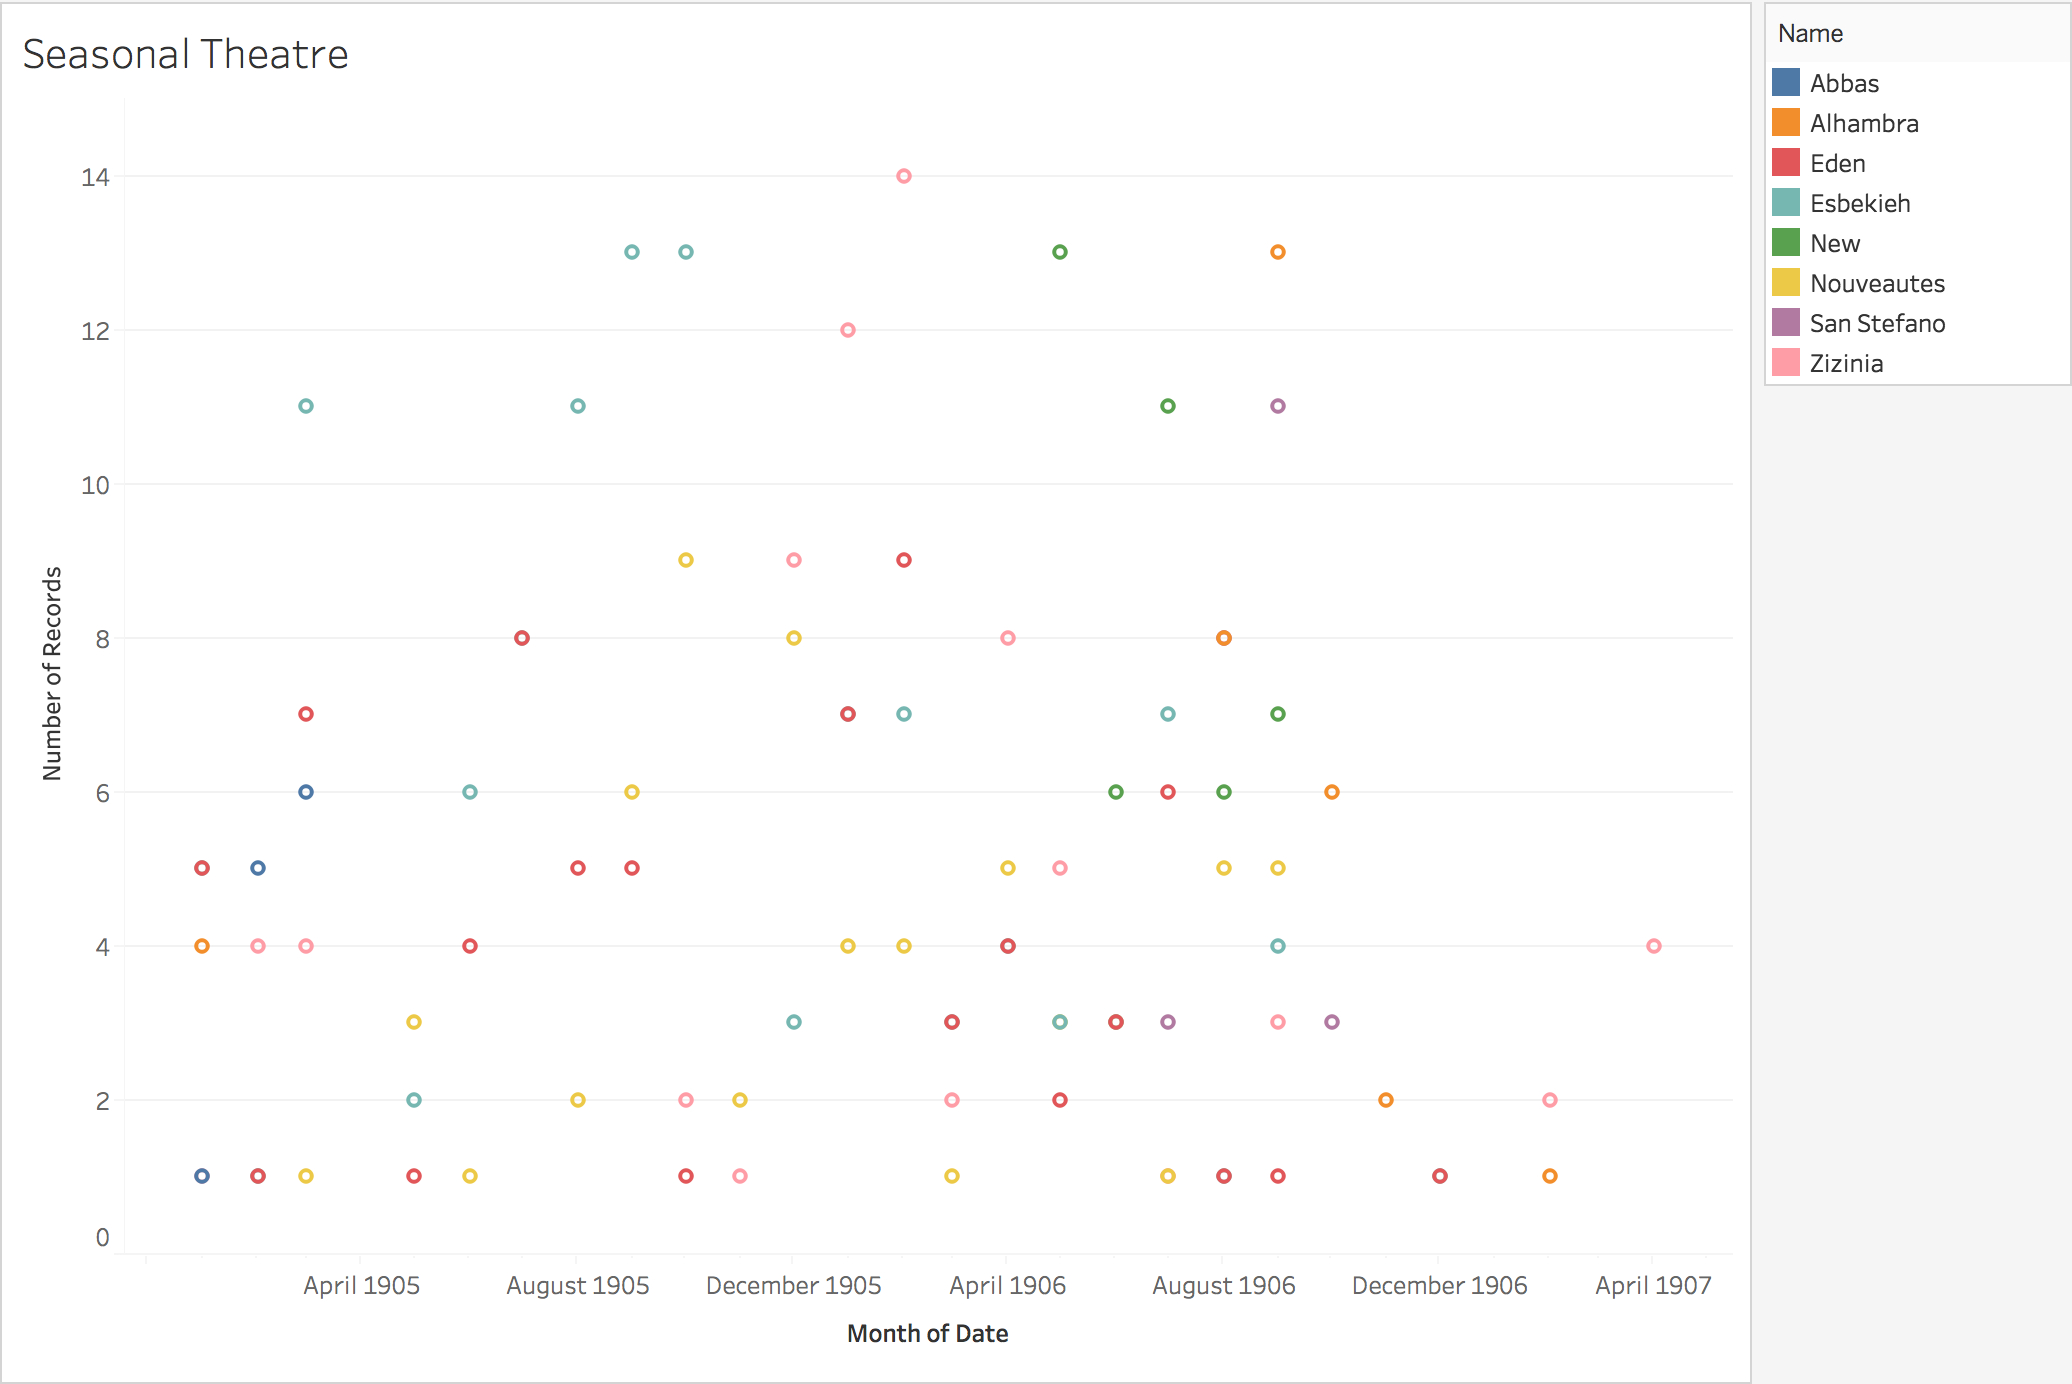 Seasonal Theatre
Name
Abbas
Alhambra
Eden
Esbekieh
New
Nouveautes
San Stefano
Zizinia
Number of Records
14
12
10
8
6
4
2
0
April 1905 August 1905 December 1905 April 1906 August 1906 December 1906 April 1907
Month of Date